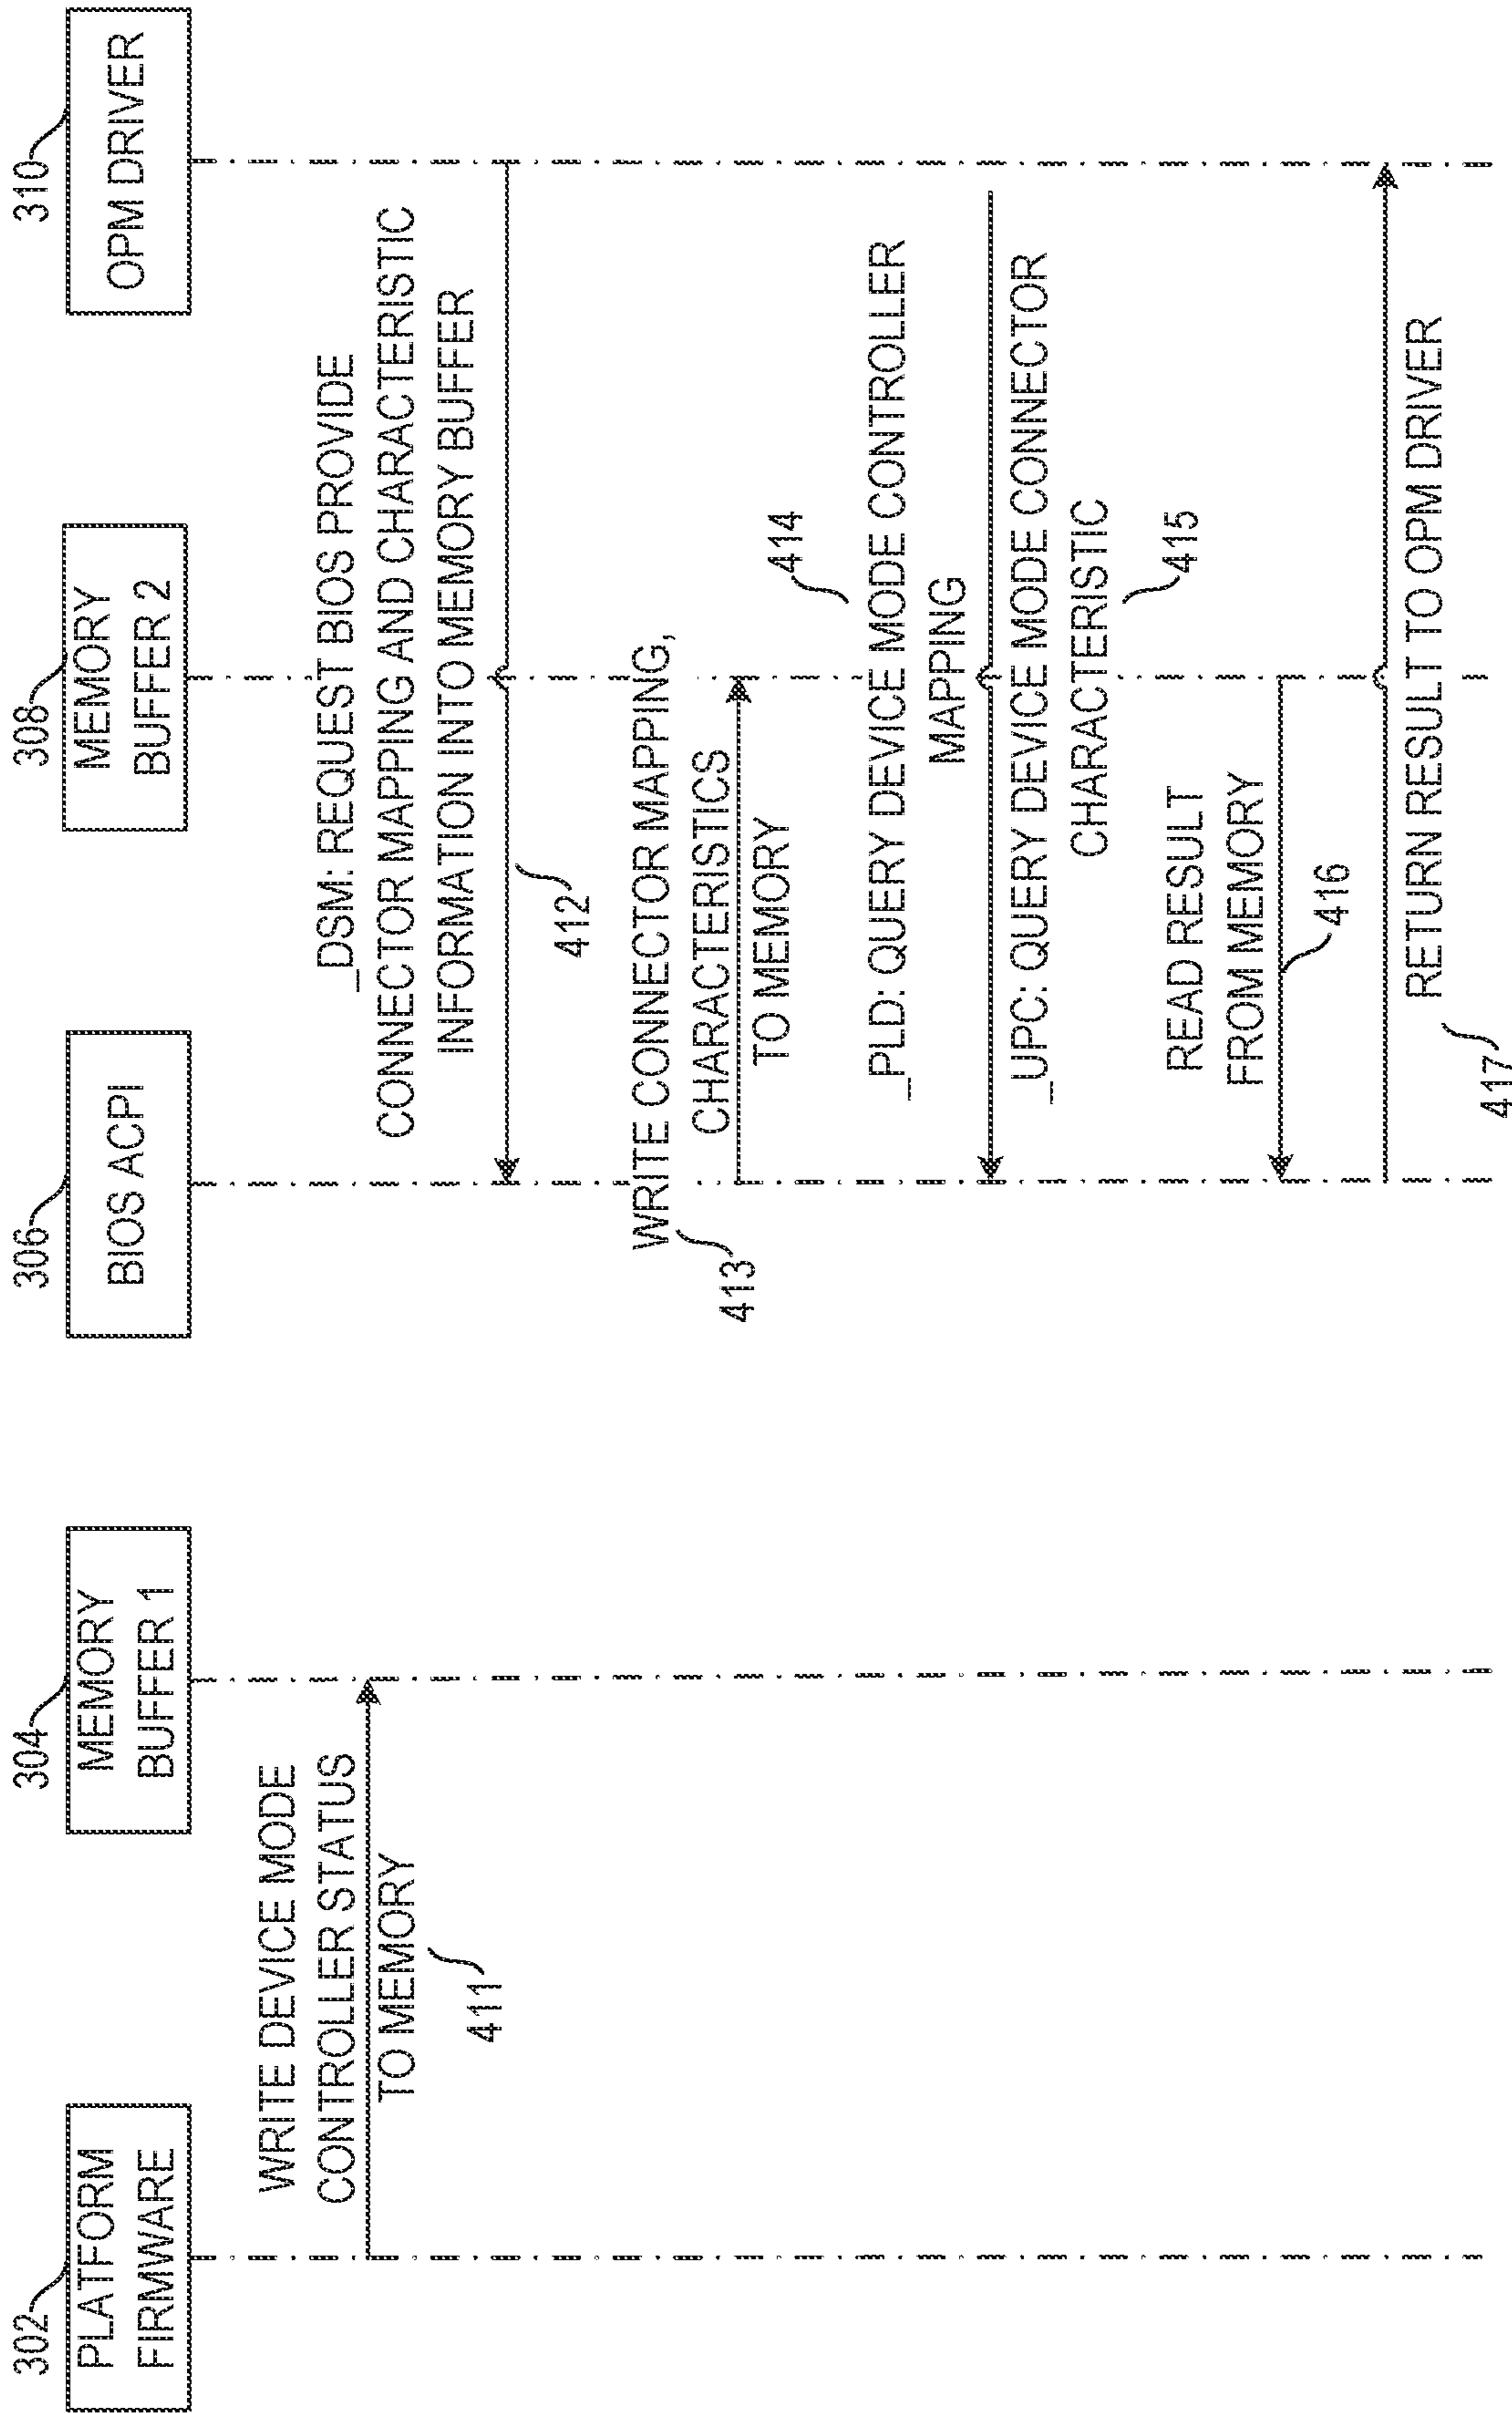 302
PLATFORM
FIRMWARE
304
MEMORY
BUFFER 1
306
BIOS ACPI
308
MEMORY
BUFFER 2
310
OPM DRIVER
WRITE DEVICE MODE
CONTROLLER STATUS
TO MEMORY
411
_DSM: REQUEST BIOS PROVIDE
CONNECTOR MAPPING AND CHARACTERISTIC
INFORMATION INTO MEMORY BUFFER
412
WRITE CONNECTOR MAPPING,
CHARACTERISTICS
TO MEMORY
413
414
_PLD: QUERY DEVICE MODE CONTROLLER
MAPPING
_UPC: QUERY DEVICE MODE CONNECTOR
CHARACTERISTIC
415
READ RESULT
FROM MEMORY
416
RETURN RESULT TO OPM DRIVER
417